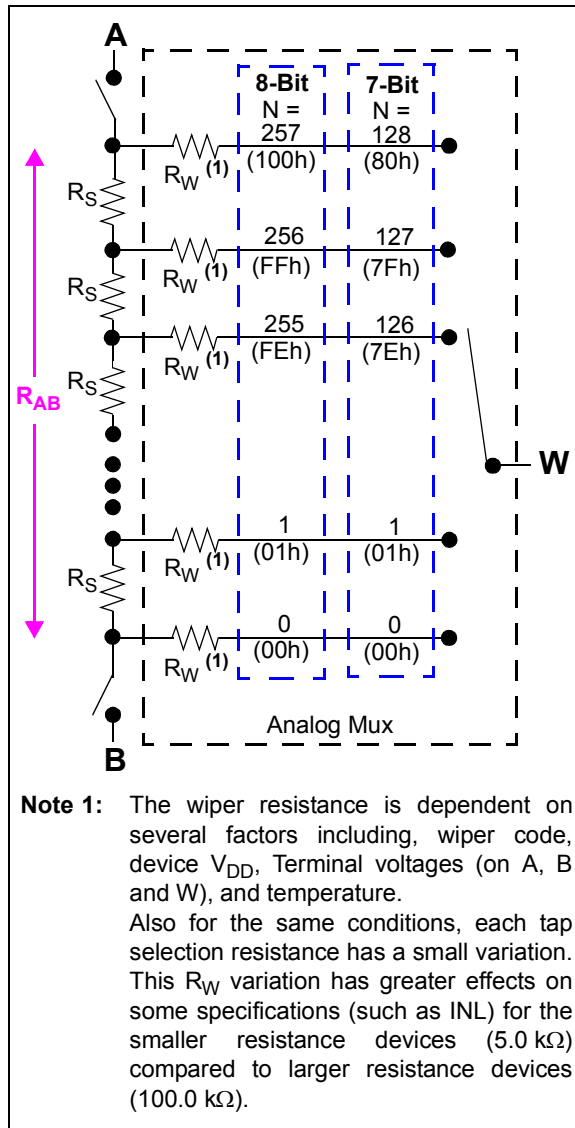 A
8-Bit
N =
7-Bit
N =
257
(100h)
128
(80h)
RW (1)
RS
256
(FFh)
127
(7Fh)
RW (1)
RS
255
(FEh)
126
(7Eh)
RW (1)
RS
RAB
W
1
(01h)
1
(01h)
RW (1)
RS
0
(00h)
0
(00h)
RW (1)
Analog Mux
B
Note 1: The wiper resistance is dependent on
several factors including, wiper code,
device VDD, Terminal voltages (on A, B
and W), and temperature.
Also for the same conditions, each tap
selection resistance has a small variation.
This RW variation has greater effects on
some specifications (such as INL) for the
smaller resistance devices (5.0 kΩ)
compared to larger resistance devices
(100.0 kΩ).